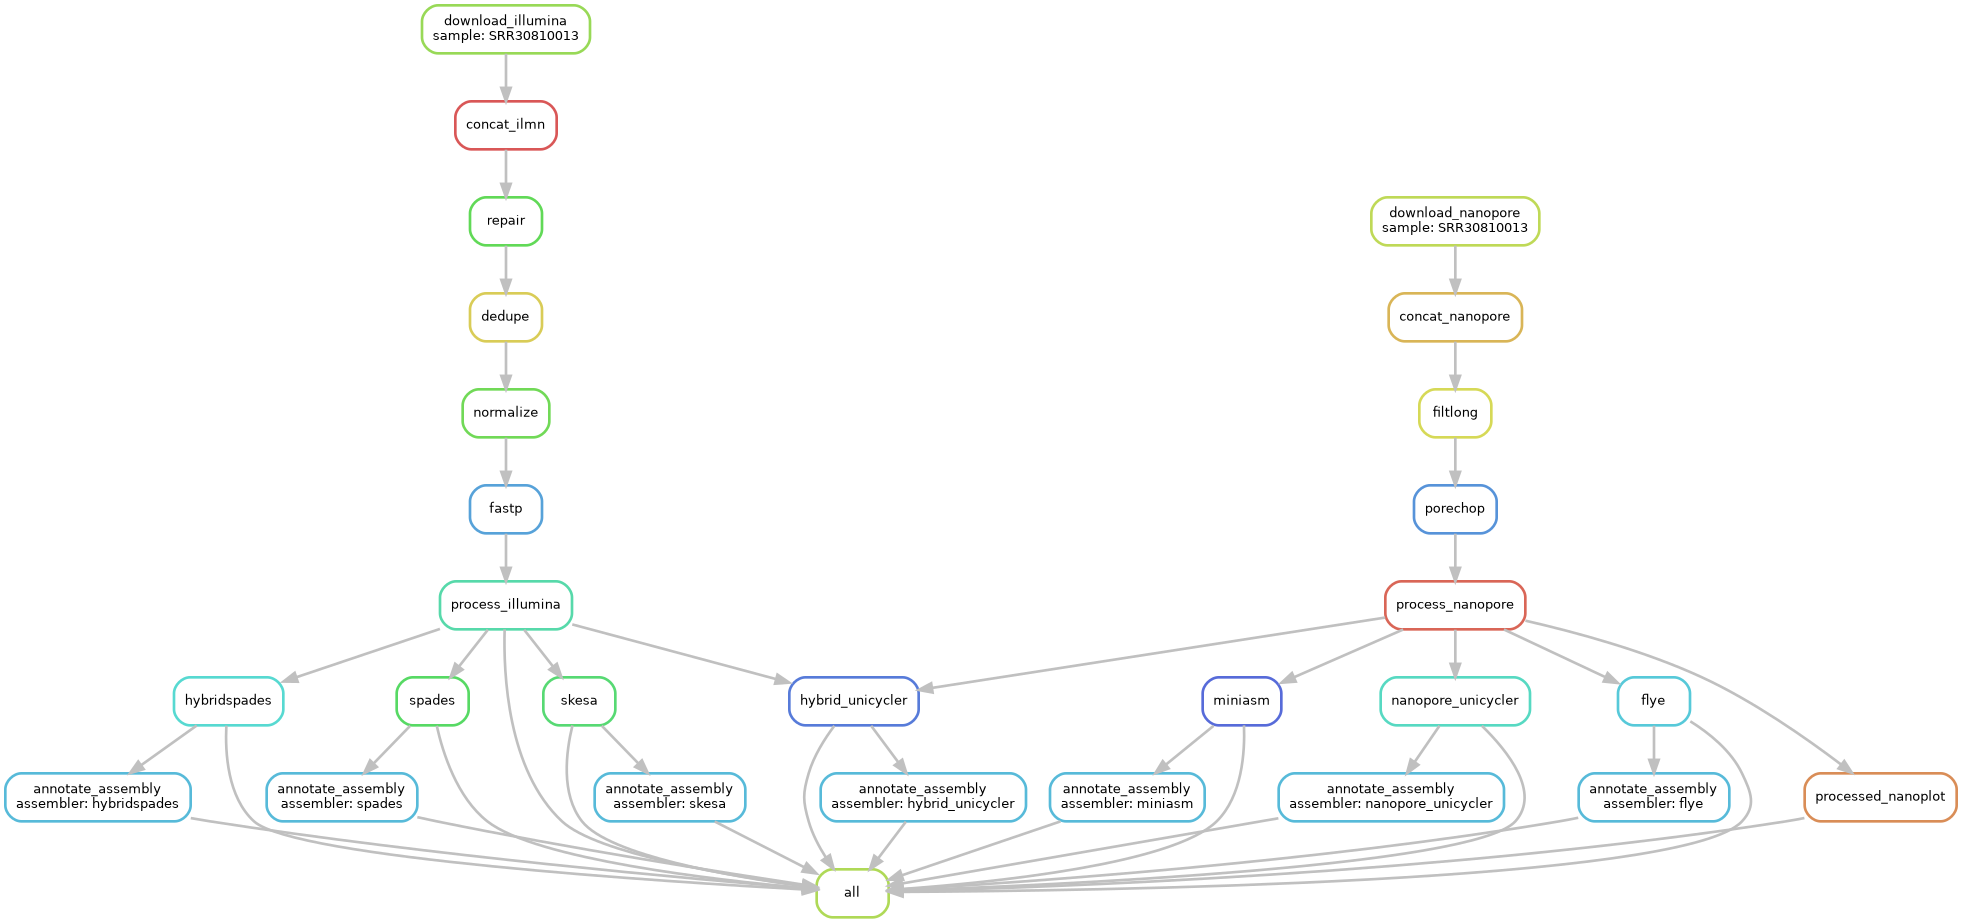 download_illumina
sample: SRR30810013
concat_ilmn
repair
download_nanopore
sample: SRR30810013
dedupe
concat_nanopore
normalize
filtlong
fastp
porechop
process_illumina
process_nanopore
hybridspades
spades
skesa
hybrid_unicycler
miniasm
nanopore_unicycler
flye
annotate_assembly
assembler: hybridspades
annotate_assembly
assembler: spades
annotate_assembly
assembler: skesa
annotate_assembly
assembler: hybrid_unicycler
annotate_assembly
assembler: miniasm
annotate_assembly
assembler: nanopore_unicycler
annotate_assembly
assembler: flye
processed_nanoplot
all